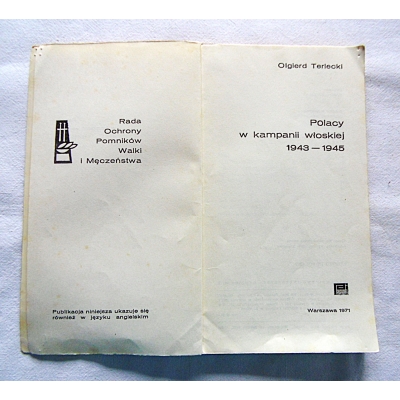 Rada
Ochrony
Pomników
Walki
i Męczeństwa
Publikacja niniejsza ukazuje się
również w języku angielskim
Olgierd Terlecki
Polacy
w kampanii włoskiej
1943 — 1945
Warszawa 1971